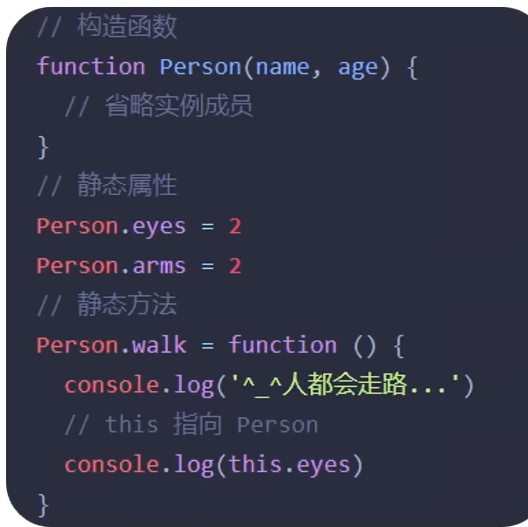 // 构造函数
function Person(name, age) {
  // 省略实例成员
}
// 静态属性
Person.eyes = 2
Person.arms = 2
// 静态方法
Person.walk = function () {
  console.log('^_^人都会走路...')
  // this 指向 Person
  console.log(this.eyes)
}